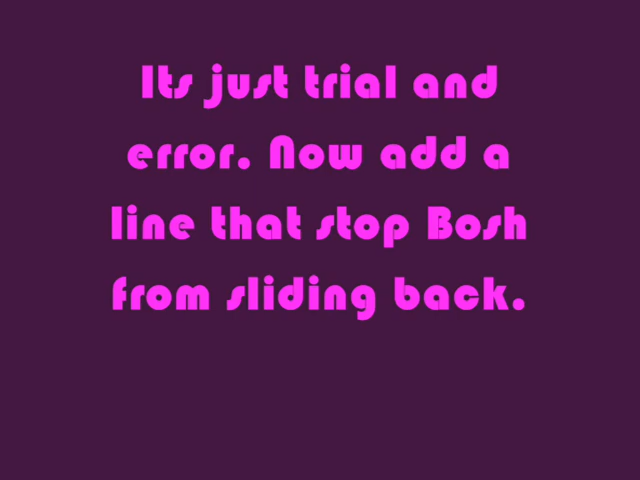 Its just trial and
error. Now add a
line that stop Bosh
from sliding back.